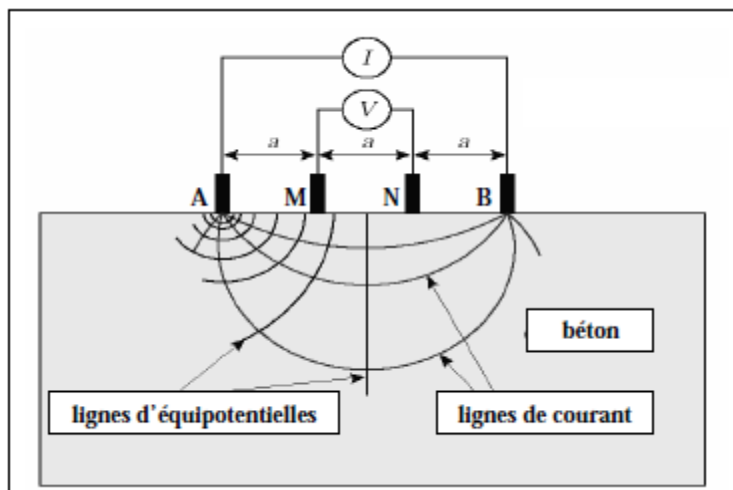 I
V
a a a
A M N B
béton
lignes d'équipotentielles lignes de courant